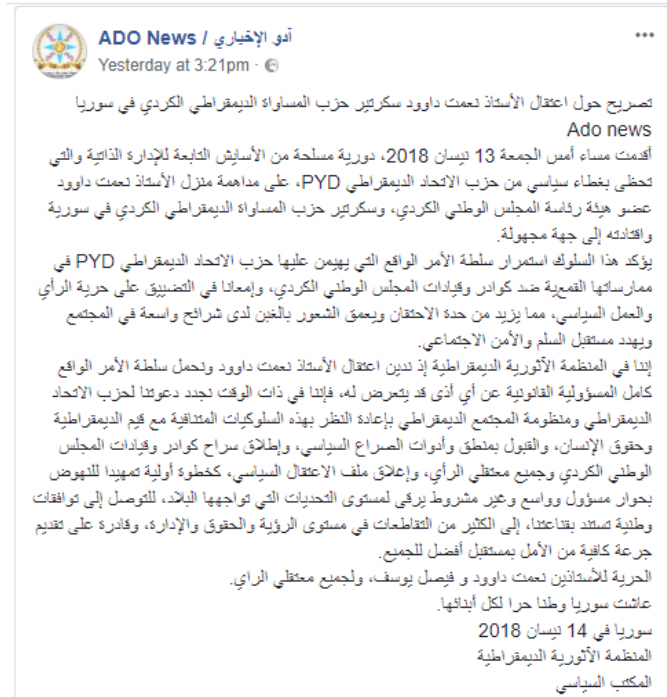 ADO News / آدو الإخباري
Yesterday at 3:21pm
تصريح حول اعتقال الأستاذ نعمت داوود سكرتير حزب المساواة الديمقراطي الكردي في سوريا
Ado news
أقدمت مساء أمس الجمعة 13 نيسان 2018، دورية مسلحة من الأسايش التابعة للإدارة الذاتية والتي
تحظى بغطاء سياسي من حزب الاتحاد الديمقراطي PYD، على مداهمة منزل الأستاذ نعمت داوود
عضو هيئة رئاسة المجلس الوطني الكردي، وسكرتير حزب المساواة الديمقراطي الكردي في سورية
واقتادته إلى جهة مجهولة.
يؤكد هذا السلوك استمرار سلطة الأمر الواقع التي يهيمن عليها حزب الاتحاد الديمقراطي PYD في
ممارساتها القمعية ضد كوادر وقيادات المجلس الوطني الكردي، وإمعانا في التضييق على حرية الرأي
والعمل السياسي، مما يزيد من حدة الاحتقان ويعمق الشعور بالغبن لدى شرائح واسعة في المجتمع
ويهدد مستقبل السلم والأمن الاجتماعي.
إننا في المنظمة الآثورية الديمقراطية إذ ندين اعتقال الأستاذ نعمت داوود ونحمل سلطة الأمر الواقع
كامل المسؤولية القانونية عن أي أذى قد يتعرض له، فإننا في ذات الوقت نجدد دعوتنا لحزب الاتحاد
الديمقراطي ومنظومة المجتمع الديمقراطي بإعادة النظر بهذه السلوكيات المتنافية مع قيم الديمقراطية
وحقوق الإنسان، والقبول بمنطق وأدوات الصراع السياسي، وإطلاق سراح كوادر وقيادات المجلس
الوطني الكردي وجميع معتقلي الرأي، وإغلاق ملف الاعتقال السياسي، كخطوة أولية تمهيدا للنهوض
بحوار مسؤول وواسع وغير مشروط يرقى لمستوى التحديات التي تواجهها البلاد، للتوصل إلى توافقات
وطنية تستند بقناعتنا، إلى الكثير من التقاطعات في مستوى الرؤية والحقوق والإدارة، وقادرة على تقديم
جرعة كافية من الأمل بمستقبل أفضل للجميع.
الحرية للأستاذين نعمت داوود و فيصل يوسف، ولجميع معتقلي الراي.
عاشت سوريا وطنا حرا لكل أبنائها.
سوريا في 14 نيسان 2018
المنظمة الآثورية الديمقراطية
المكتب السياسي